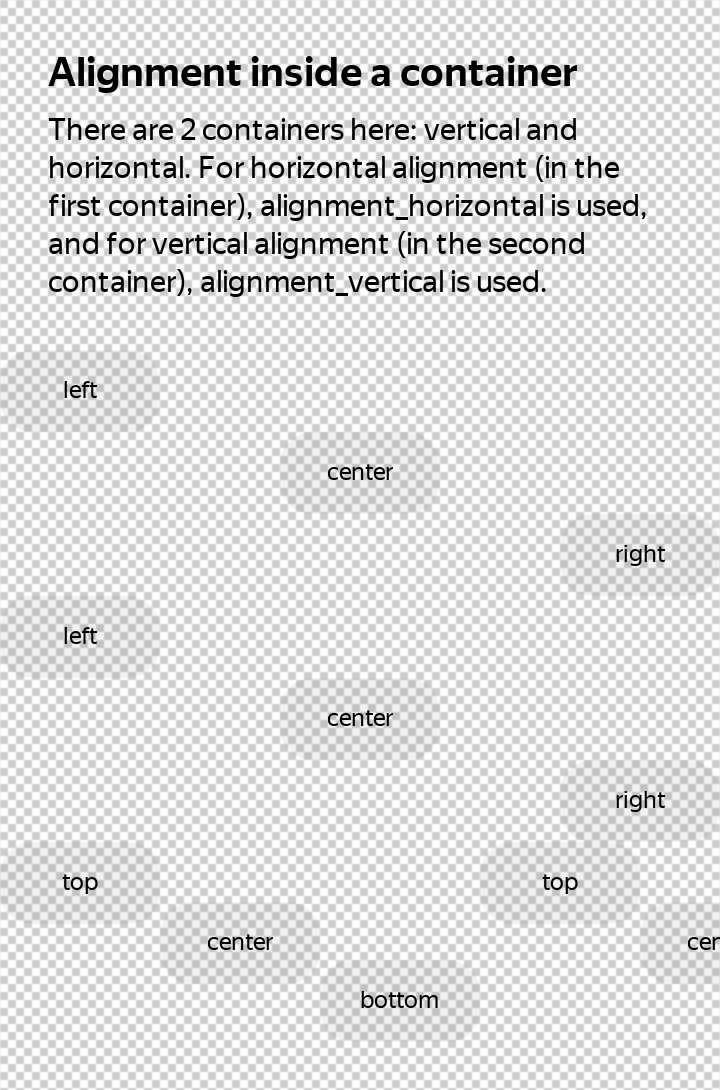 Alignment inside a container
There are 2 containers here: vertical and
horizontal. For horizontal alignment (in the
first container), alignment_horizontal is used,
and for vertical alignment (in the second
container), alignment_vertical is used.
left
center
right
left
center
right
top
top
center
cer
bottom